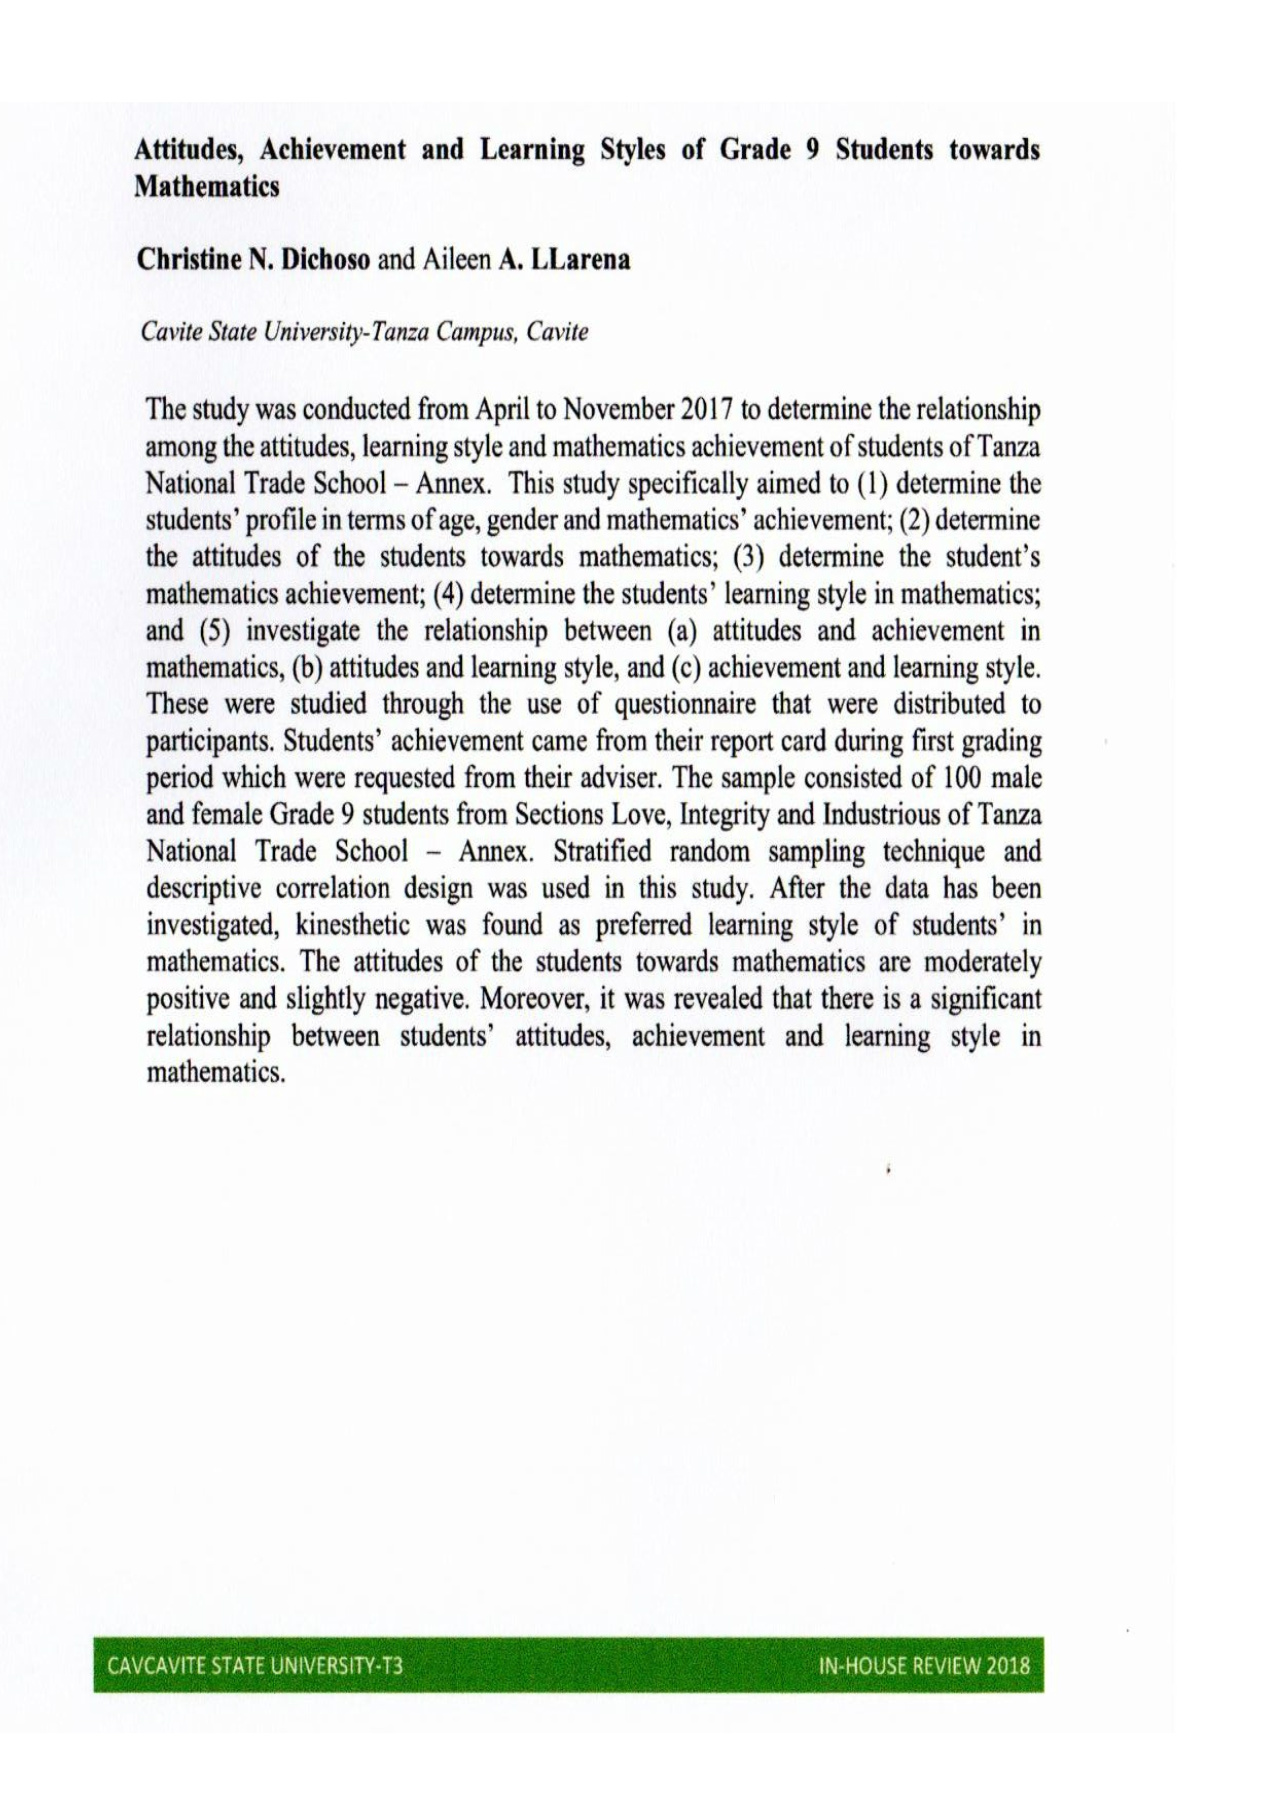 Attitudes, Achievement and Learning Styles of Grade 9 Students towards
Mathematics
Christine N. Dichoso and Aileen A. LLarena
Cavite State University-Tanza Campus, Cavite
The study was conducted from April to November 2017 to determine the relationship
among the attitudes, learning style and mathematics achievement of students of Tanza
National Trade School – Annex. This study specifically aimed to (1) determine the
students’ profile in terms of age, gender and mathematics’ achievement; (2) determine
the attitudes of the students towards mathematics; (3) determine the student’s
mathematics achievement; (4) determine the students’ learning style in mathematics;
and (5) investigate the relationship between (a) attitudes and achievement in
mathematics, (b) attitudes and learning style, and (c) achievement and learning style.
These were studied through the use of questionnaire that were distributed to
participants. Students’ achievement came from their report card during first grading
period which were requested from their adviser. The sample consisted of 100 male
and female Grade 9 students from Sections Love, Integrity and Industrious of Tanza
National Trade School – Annex. Stratified random sampling technique and
descriptive correlation design was used in this study. After the data has been
investigated, kinesthetic was found as preferred learning style of students’ in
mathematics. The attitudes of the students towards mathematics are moderately
positive and slightly negative. Moreover, it was revealed that there is a significant
relationship between students’ attitudes, achievement and learning style in
mathematics.
CAVCAVITE STATE UNIVERSITY-T3
IN-HOUSE REVIEW 2018